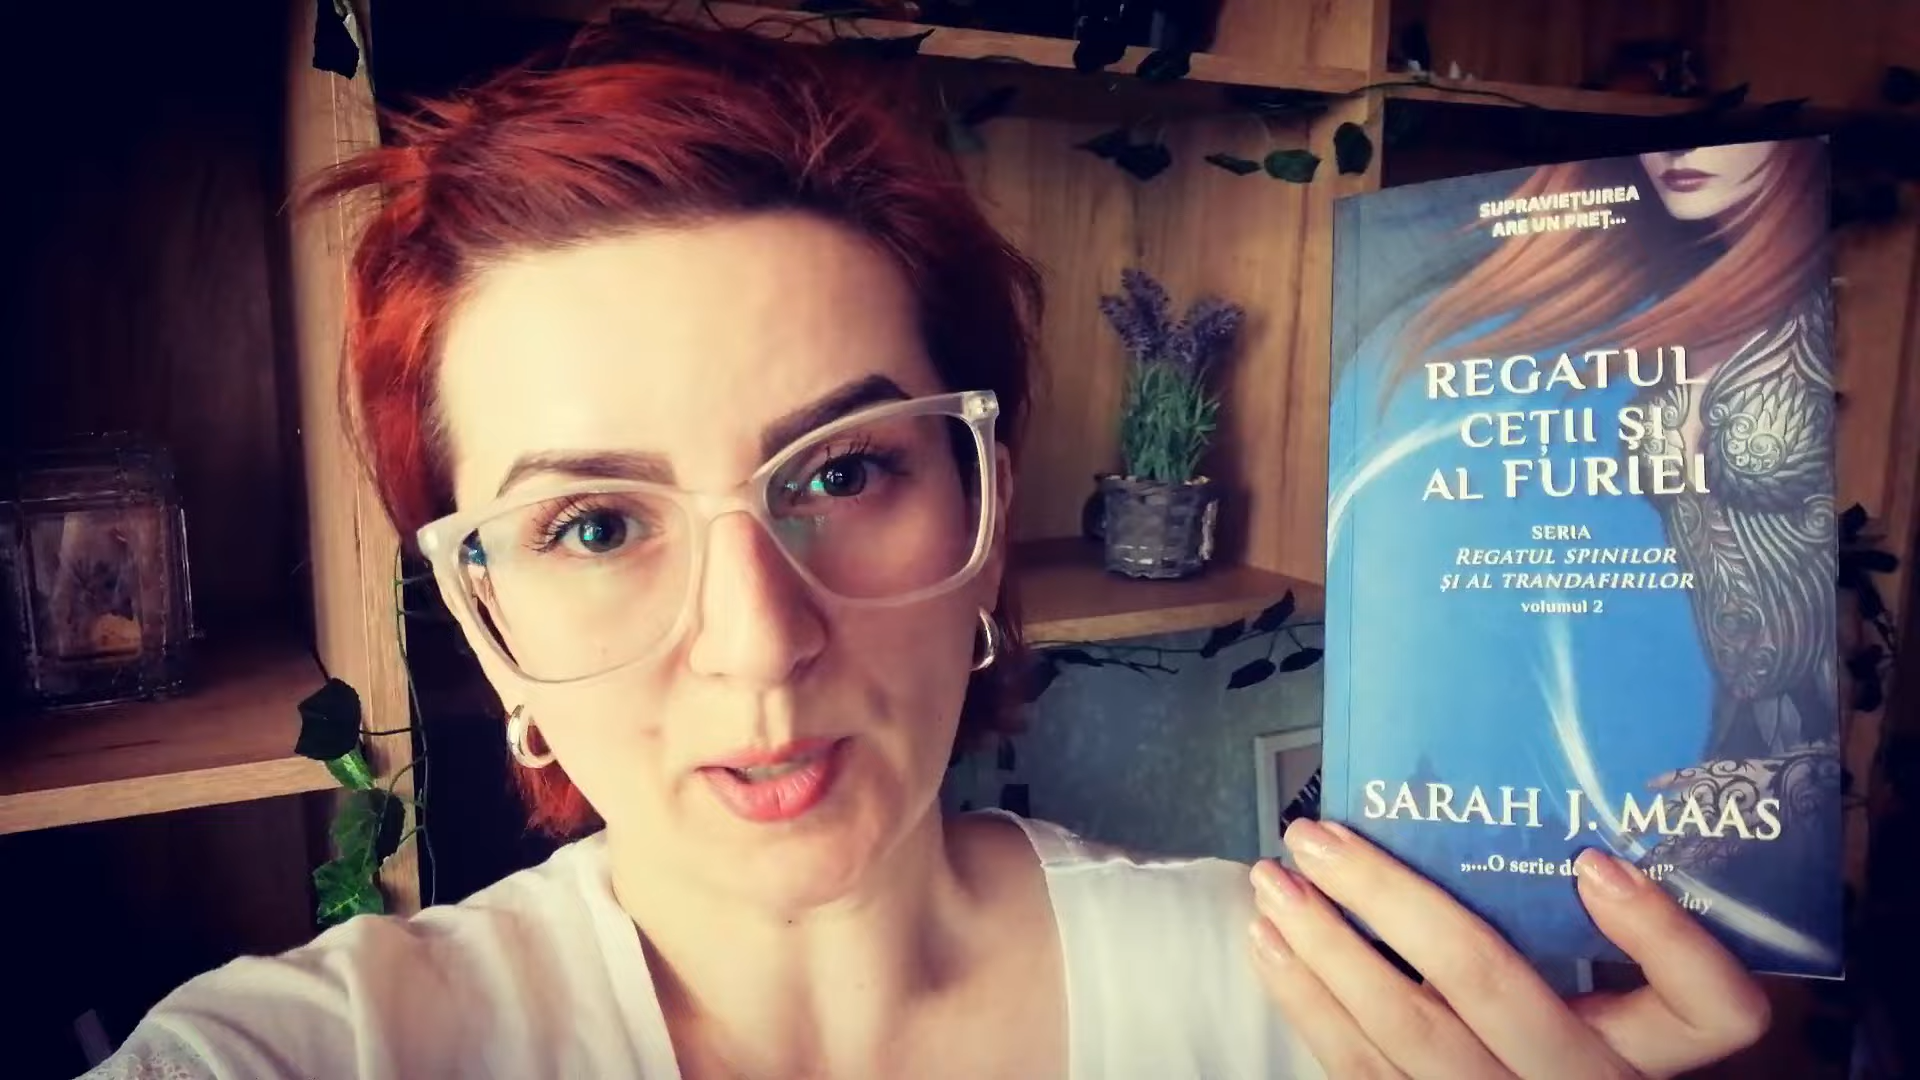 SUPRAVIEȚUIREA
ARE UN PREȚ...
REGATUL
CEȚII ȘI
AL FURIEI
SERIA
REGATUL SPINILOR
ȘI AL TRANDAFIRILOR
volumul 2
SARAH J. MAAS
„...O serie